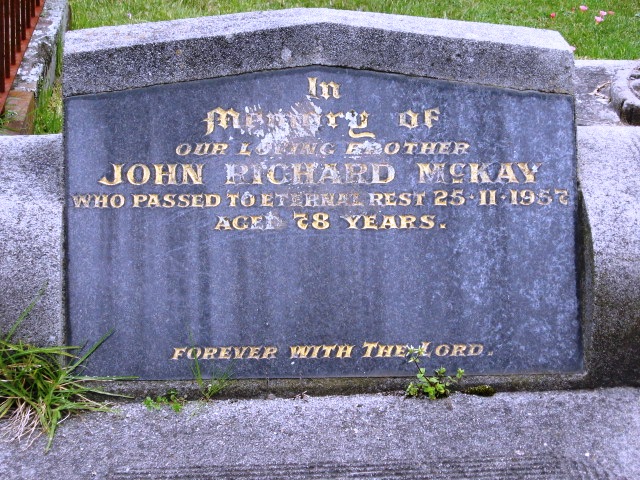 In
Memory of
OUR LOVING BROTHER
JOHN RICHARD McKAY
WHO PASSED TO ETERNAL REST 25-11-1957
AGED 78 YEARS.
FOREVER WITH THE LORD.